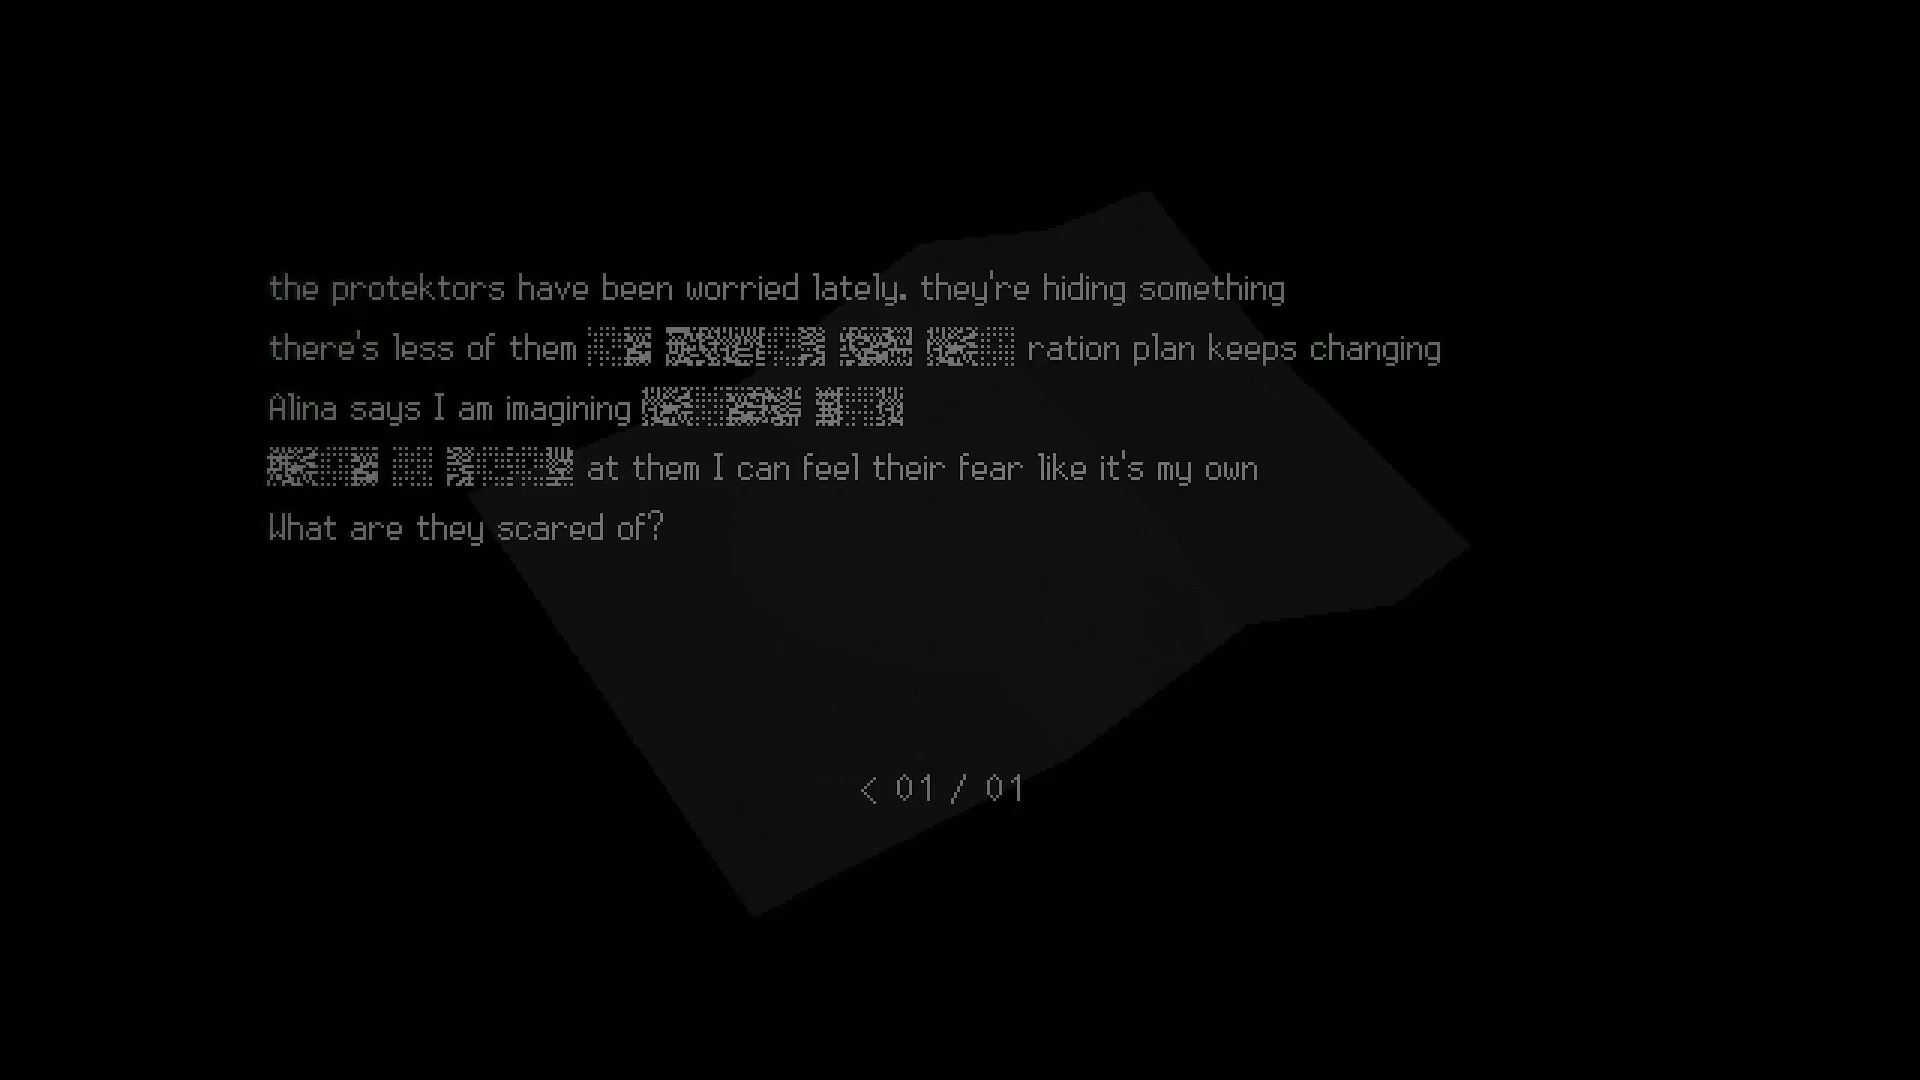 the protektors have been worried lately. they're hiding something
there's less of them ration plan keeps changing
Alina says I am imagining
at them I can feel their fear like it's my own
What are they scared of?
< 01 / 01